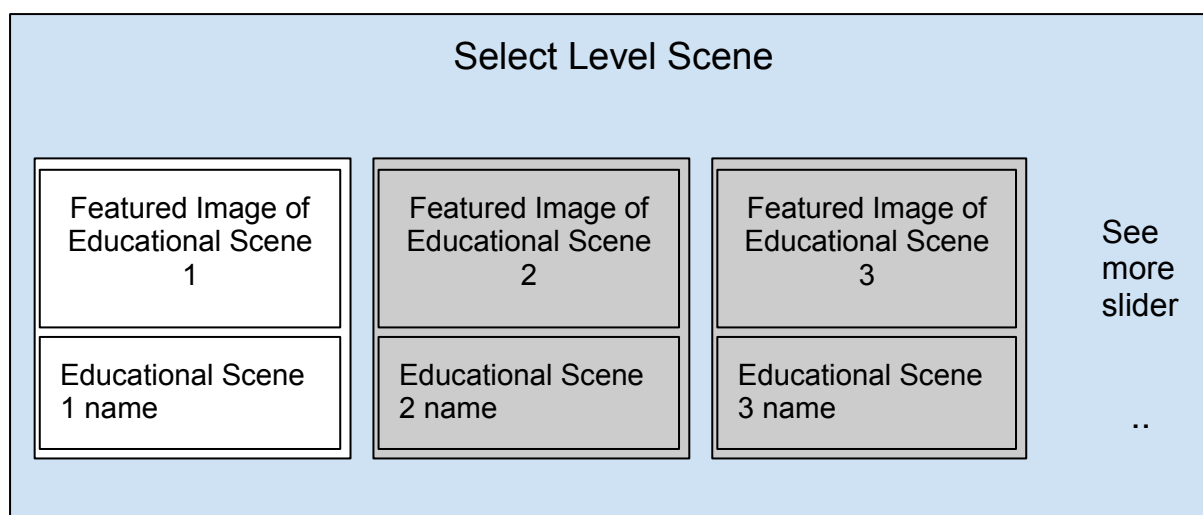 Select Level Scene
Featured Image of
Educational Scene
1
Educational Scene
1 name
Featured Image of
Educational Scene
2
Educational Scene
2 name
Featured Image of
Educational Scene
3
Educational Scene
3 name
See
more
slider
..